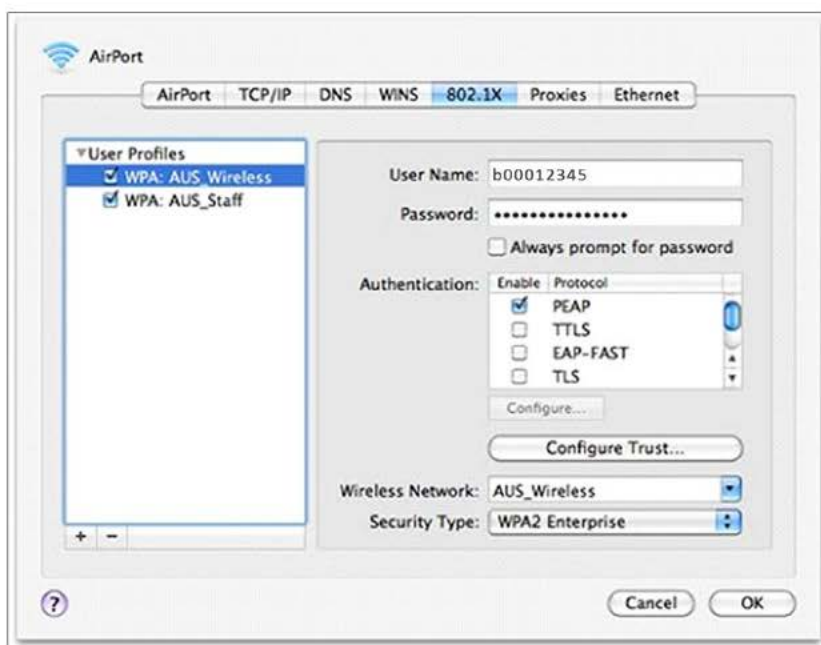 AirPort
AirPort TCP/IP DNS WINS 802.1X Proxies Ethernet
User Profiles
WPA: AUS_Wireless
WPA: AUS_Staff
User Name: b00012345
Password: •••••••••••••••
Always prompt for password
Authentication: Enable Protocol
PEAP
TTLS
EAP-FAST
TLS
Configure...
Configure Trust...
Wireless Network: AUS_Wireless
Security Type: WPA2 Enterprise
+ −
? Cancel OK